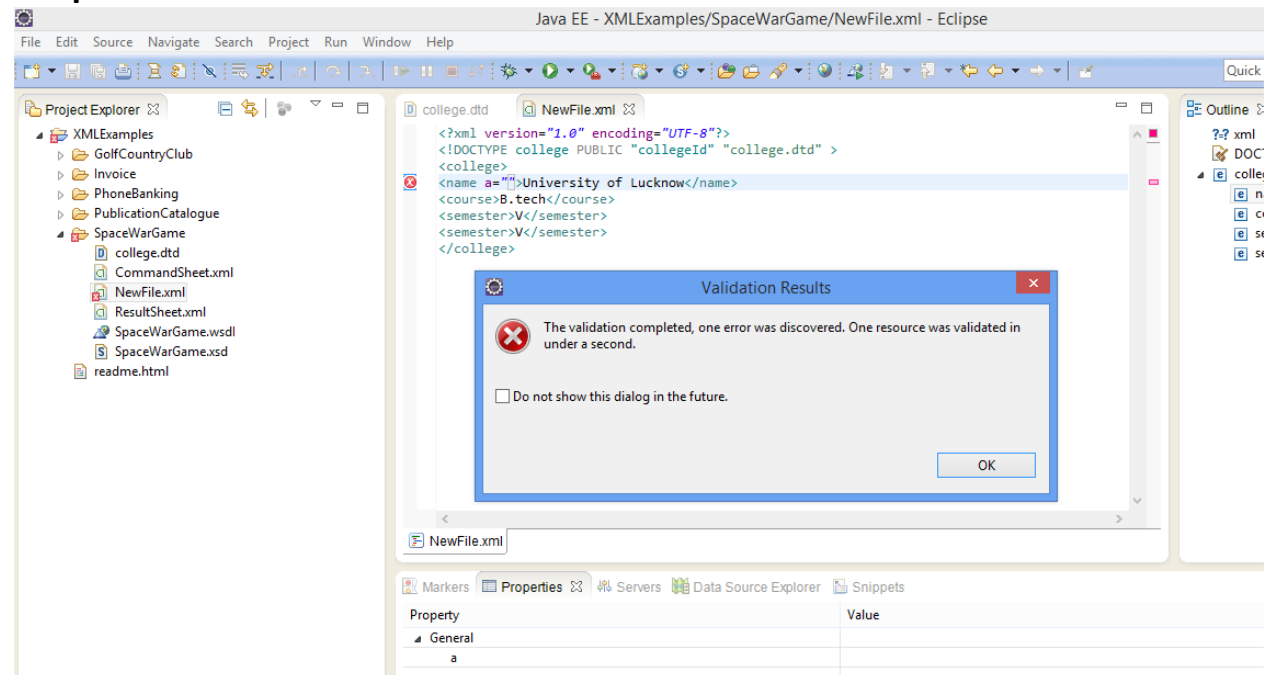 Java EE - XMLExamples/SpaceWarGame/NewFile.xml - Eclipse
File Edit Source Navigate Search Project Run Window Help
Quick
Project Explorer
XMLExamples
GolfCountryClub
Invoice
PhoneBanking
PublicationCatalogue
SpaceWarGame
college.dtd
CommandSheet.xml
NewFile.xml
ResultSheet.xml
SpaceWarGame.wsdl
SpaceWarGame.xsd
readme.html
college.dtd NewFile.xml
<?xml version="1.0" encoding="UTF-8"?>
<!DOCTYPE college PUBLIC "collegeId" "college.dtd" >
<college>
<name a="">University of Lucknow</name>
<course>B.tech</course>
<semester>V</semester>
<semester>V</semester>
</college>
Validation Results
The validation completed, one error was discovered. One resource was validated in
under a second.
Do not show this dialog in the future.
OK
NewFile.xml
Outline
?=? xml
DOC
colle
n
co
se
se
Markers Properties Servers Data Source Explorer Snippets
Property Value
General
a